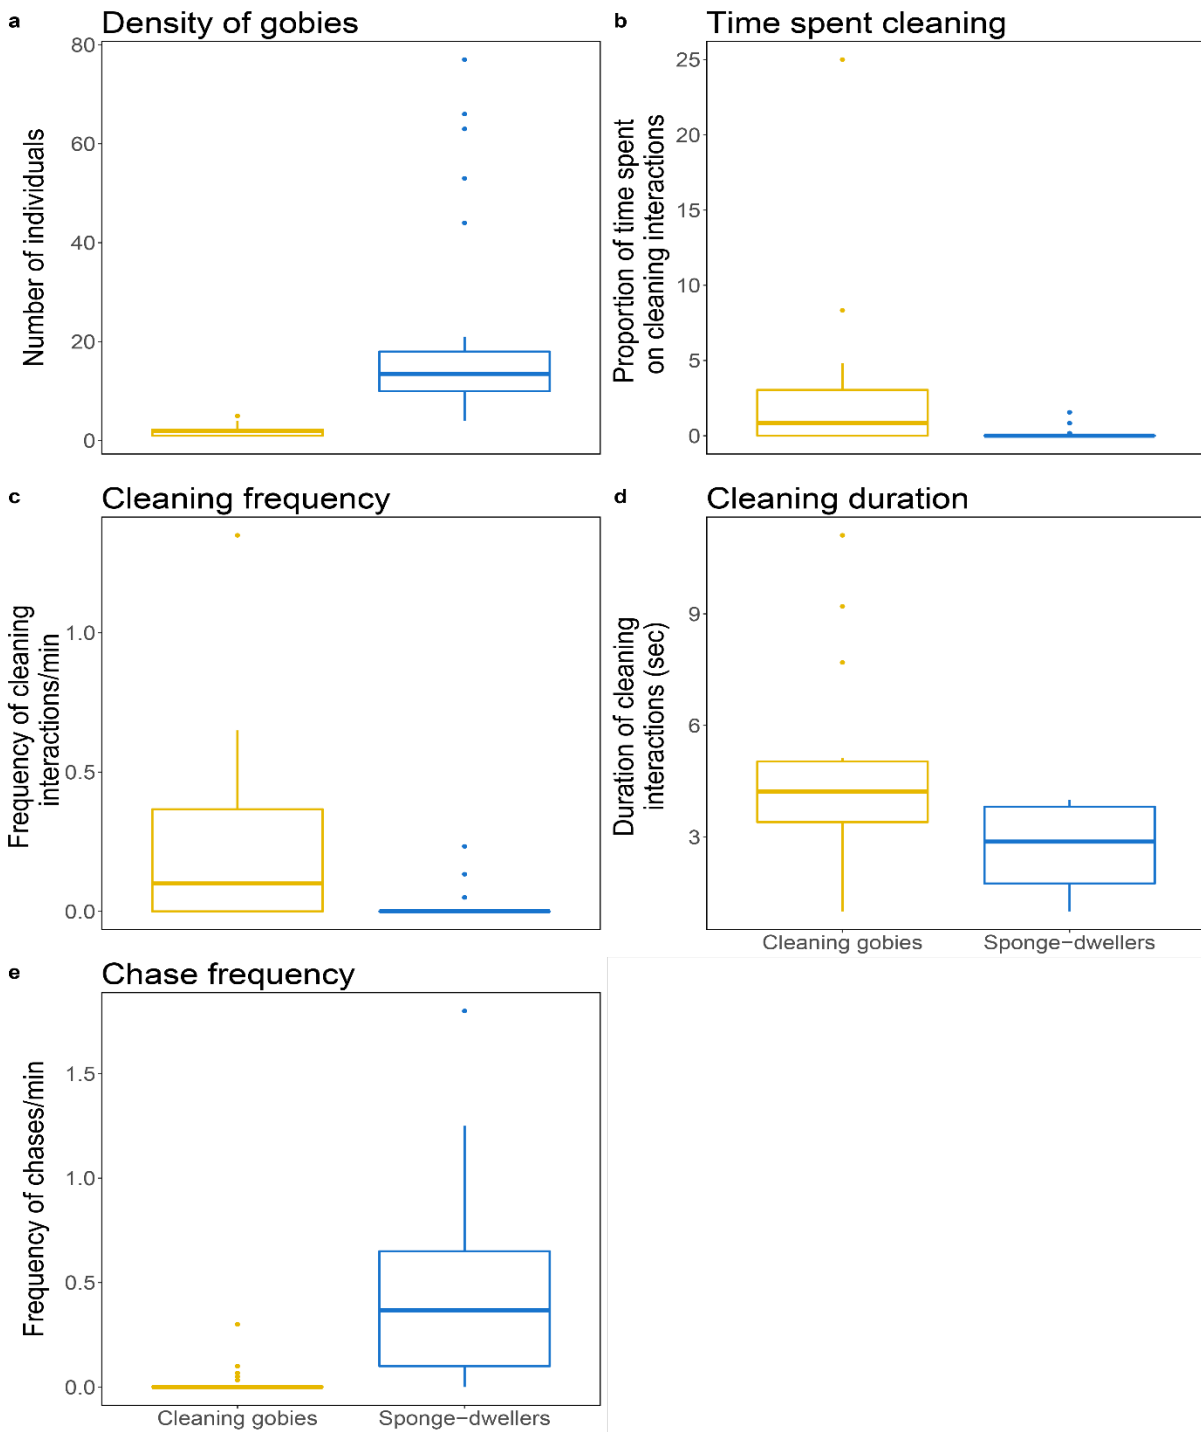 a Density of gobies
Number of individuals
80
60
40
20
0
b Time spent cleaning
Proportion of time spent
on cleaning interactions
25
20
15
10
5
0
c Cleaning frequency
Frequency of cleaning
interactions/min
1.0
0.5
0.0
d Cleaning duration
Duration of cleaning
interactions (sec)
9
6
3
Cleaning gobies Sponge-dwellers
e Chase frequency
Frequency of chases/min
1.5
1.0
0.5
0.0
Cleaning gobies Sponge-dwellers